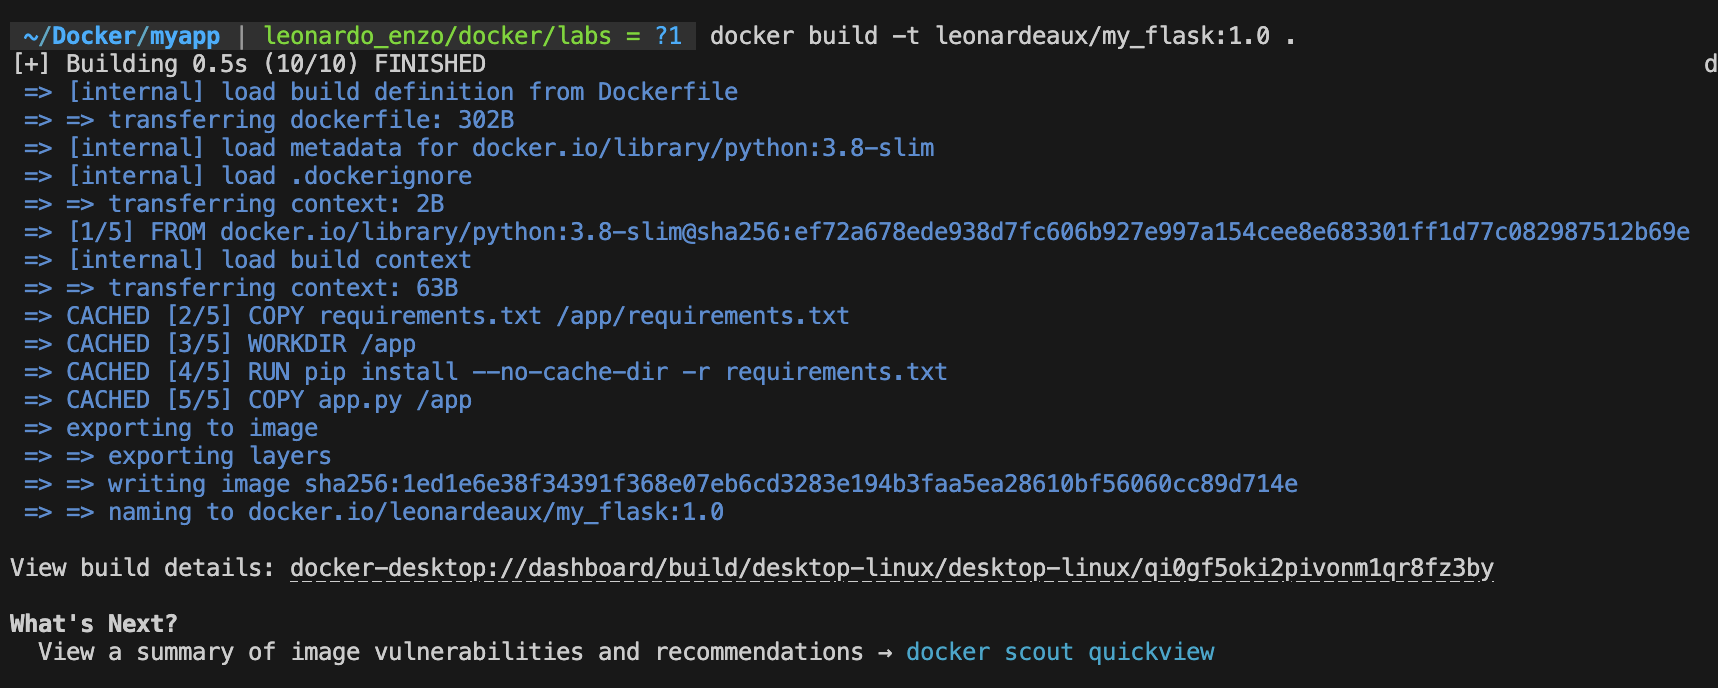 ~/Docker/myapp | leonardo_enzo/docker/labs = ?1 docker build -t leonardeaux/my_flask:1.0 .
[+] Building 0.5s (10/10) FINISHED d
=> [internal] load build definition from Dockerfile
=> => transferring dockerfile: 302B
=> [internal] load metadata for docker.io/library/python:3.8-slim
=> [internal] load .dockerignore
=> => transferring context: 2B
=> [1/5] FROM docker.io/library/python:3.8-slim@sha256:ef72a678ede938d7fc606b927e997a154cee8e683301ff1d77c082987512b69e
=> [internal] load build context
=> => transferring context: 63B
=> CACHED [2/5] COPY requirements.txt /app/requirements.txt
=> CACHED [3/5] WORKDIR /app
=> CACHED [4/5] RUN pip install --no-cache-dir -r requirements.txt
=> CACHED [5/5] COPY app.py /app
=> exporting to image
=> => exporting layers
=> => writing image sha256:1ed1e6e38f34391f368e07eb6cd3283e194b3faa5ea28610bf56060cc89d714e
=> => naming to docker.io/leonardeaux/my_flask:1.0
View build details: docker-desktop://dashboard/build/desktop-linux/desktop-linux/qi0gf5oki2pivonm1qr8fz3by
What's Next?
View a summary of image vulnerabilities and recommendations → docker scout quickview